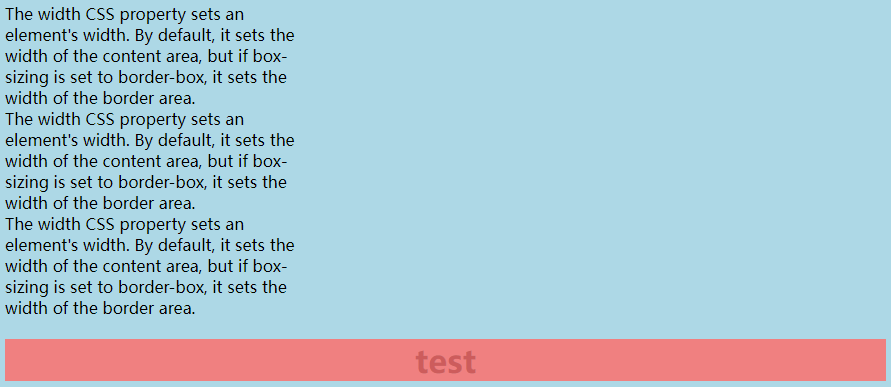 The width CSS property sets an
element's width. By default, it sets the
width of the content area, but if box-
sizing is set to border-box, it sets the
width of the border area.
The width CSS property sets an
element's width. By default, it sets the
width of the content area, but if box-
sizing is set to border-box, it sets the
width of the border area.
The width CSS property sets an
element's width. By default, it sets the
width of the content area, but if box-
sizing is set to border-box, it sets the
width of the border area.
test